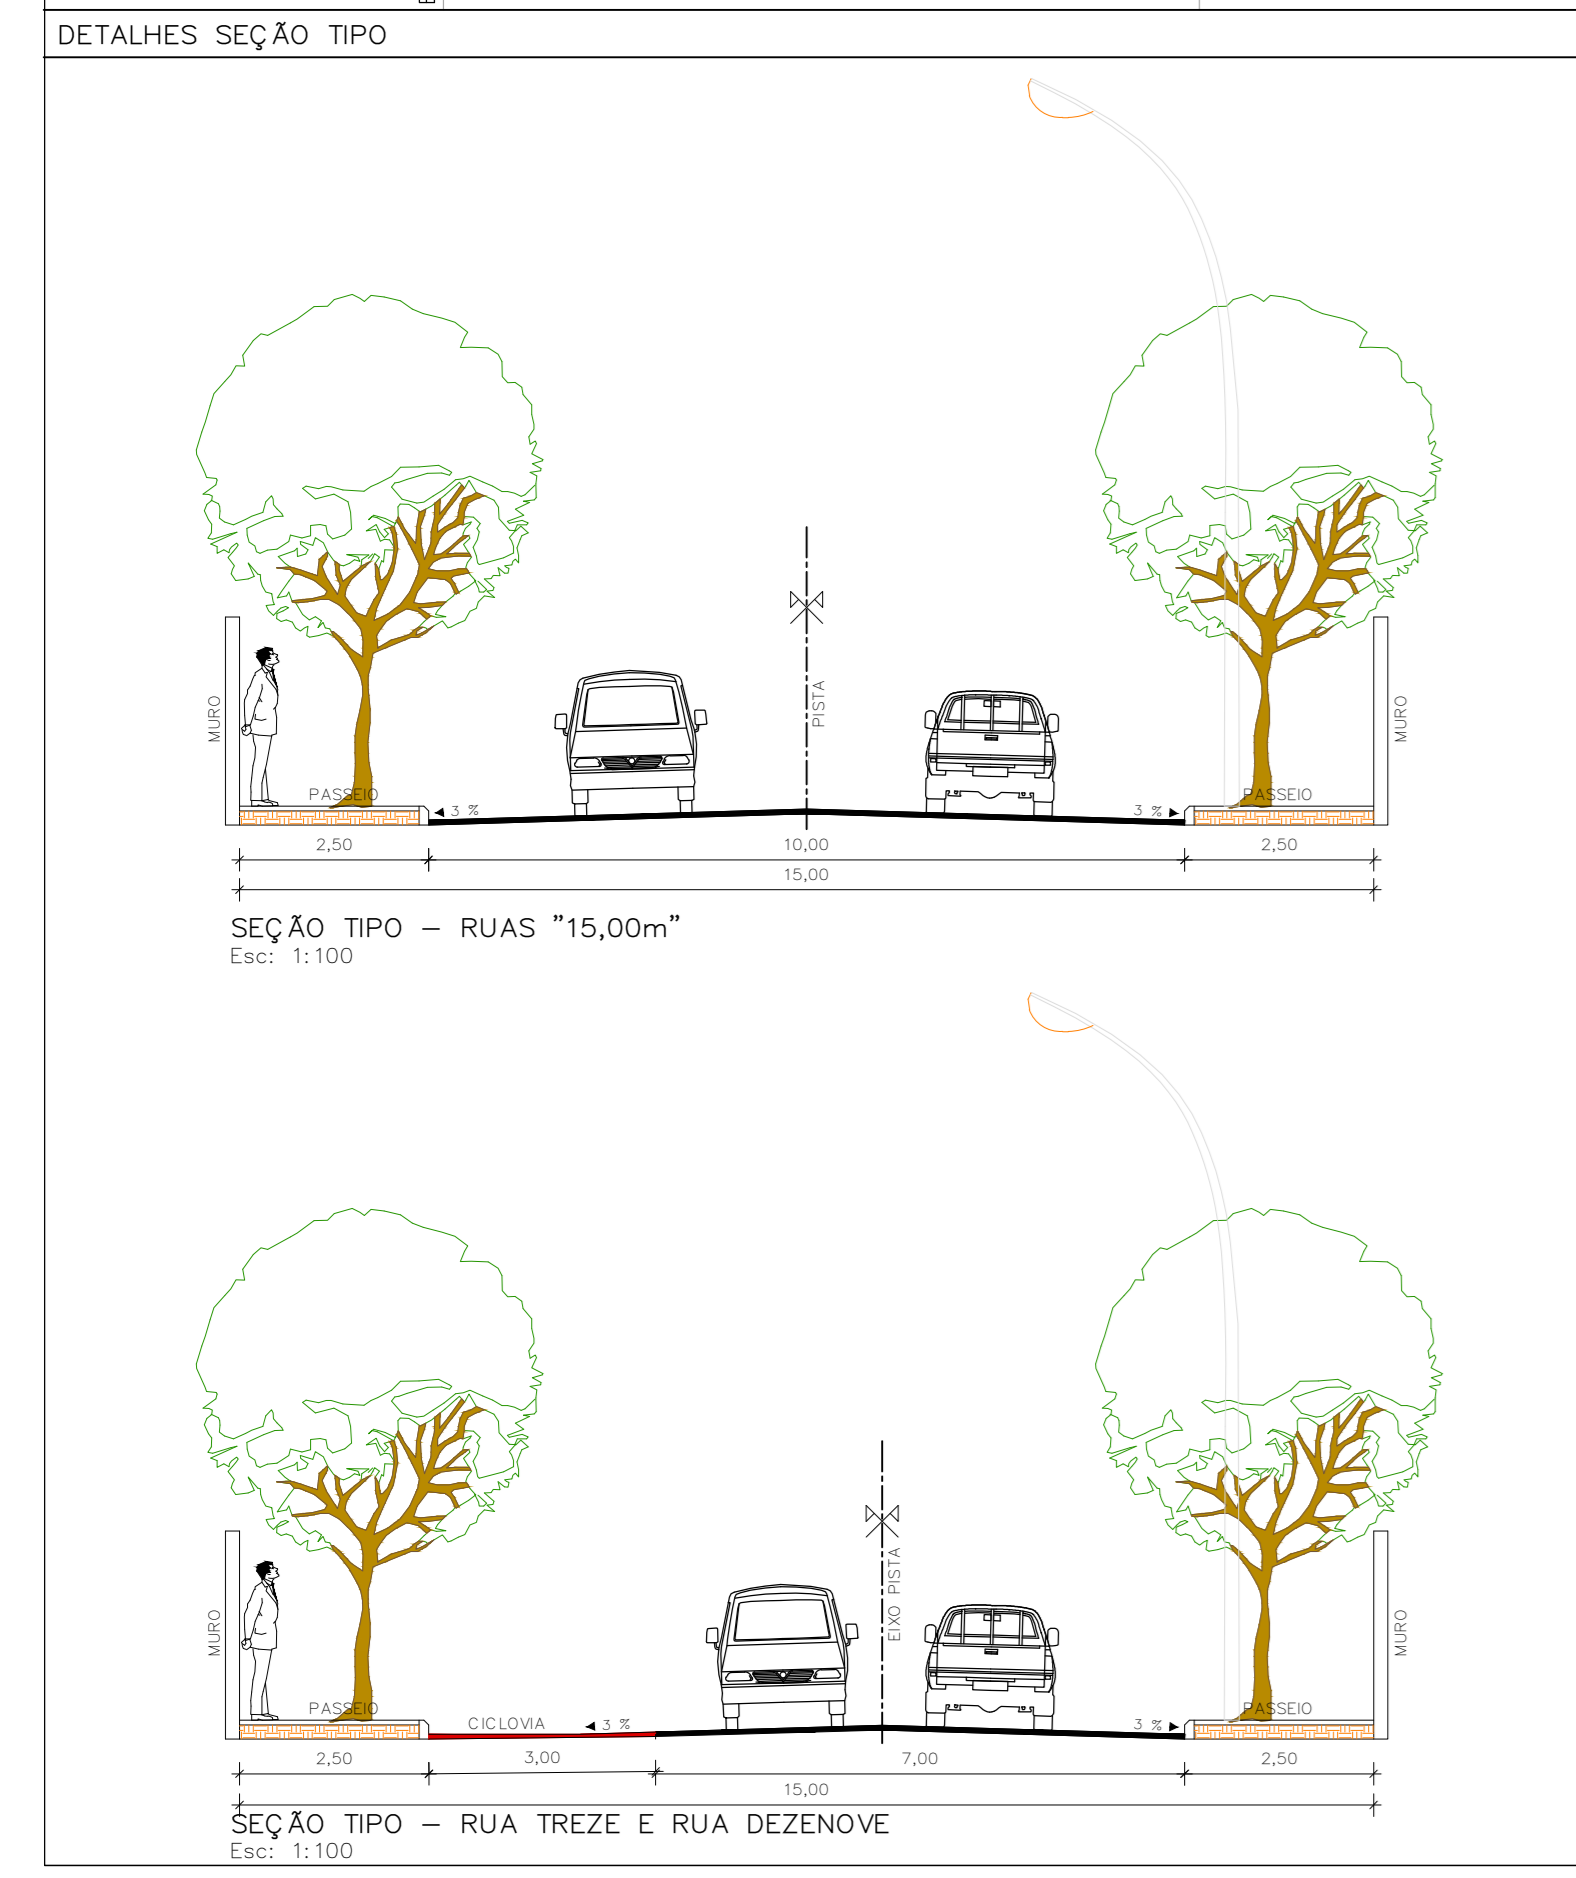 DETALHES SEÇÃO TIPO
MURO
PISTA
MURO
PASSEIO
3 %
3 %
PASSEIO
2,50
10,00
2,50
15,00
SEÇÃO TIPO – RUAS "15,00m"
Esc: 1:100
MURO
EIXO PISTA
MURO
PASSEIO
CICLOVIA
3 %
3 %
PASSEIO
2,50
3,00
7,00
2,50
15,00
SEÇÃO TIPO – RUA TREZE E RUA DEZENOVE
Esc: 1:100